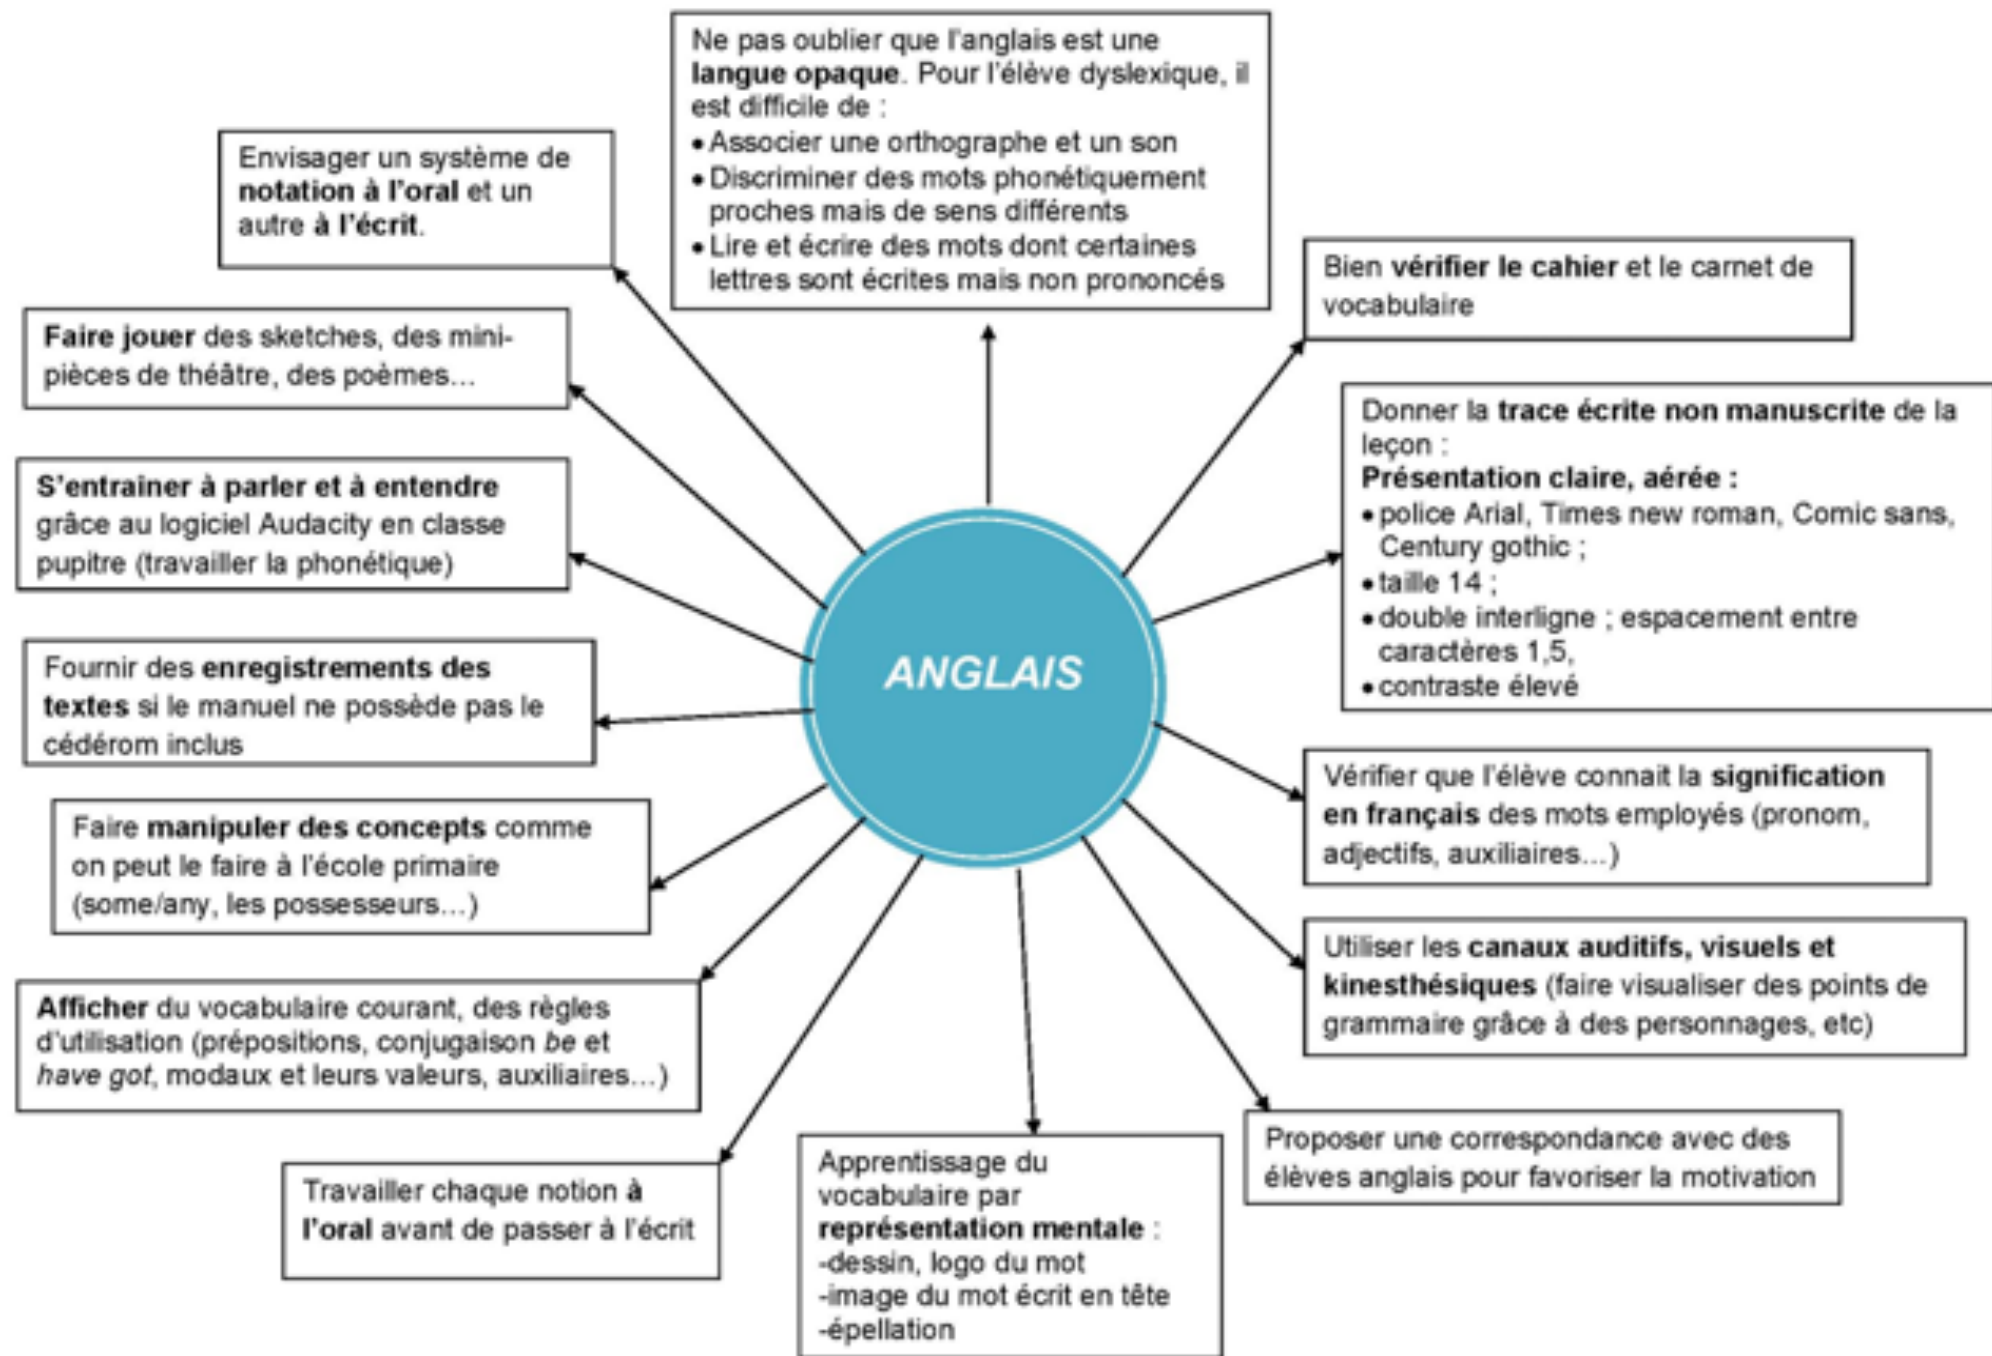 Ne pas oublier que l'anglais est une
langue opaque. Pour l'élève dyslexique, il
est difficile de :
• Associer une orthographe et un son
• Discriminer des mots phonétiquement
proches mais de sens différents
• Lire et écrire des mots dont certaines
lettres sont écrites mais non prononcés
Envisager un système de
notation à l'oral et un
autre à l'écrit.
Bien vérifier le cahier et le carnet de
vocabulaire
Faire jouer des sketches, des mini-
pièces de théâtre, des poèmes…
Donner la trace écrite non manuscrite de la
leçon :
Présentation claire, aérée :
• police Arial, Times new roman, Comic sans,
Century gothic ;
• taille 14 ;
• double interligne ; espacement entre
caractères 1,5,
• contraste élevé
S'entrainer à parler et à entendre
grâce au logiciel Audacity en classe
pupitre (travailler la phonétique)
ANGLAIS
Fournir des enregistrements des
textes si le manuel ne possède pas le
cédérom inclus
Vérifier que l'élève connait la signification
en français des mots employés (pronom,
adjectifs, auxiliaires…)
Faire manipuler des concepts comme
on peut le faire à l'école primaire
(some/any, les possesseurs…)
Utiliser les canaux auditifs, visuels et
kinesthésiques (faire visualiser des points de
grammaire grâce à des personnages, etc)
Afficher du vocabulaire courant, des règles
d'utilisation (prépositions, conjugaison be et
have got, modaux et leurs valeurs, auxiliaires…)
Proposer une correspondance avec des
élèves anglais pour favoriser la motivation
Travailler chaque notion à
l'oral avant de passer à l'écrit
Apprentissage du
vocabulaire par
représentation mentale :
-dessin, logo du mot
-image du mot écrit en tête
-épellation